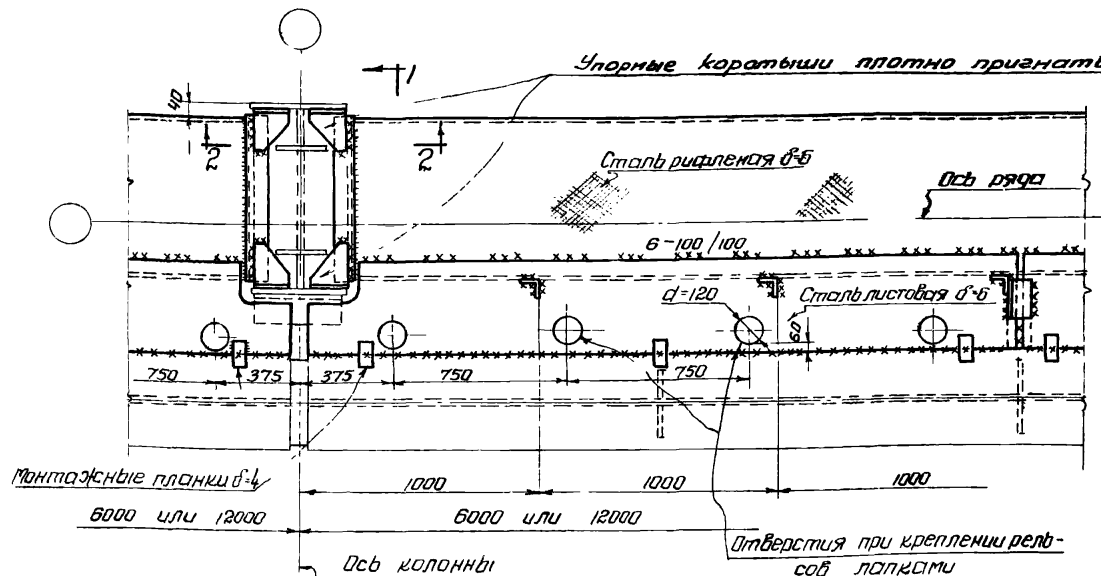 Упорные коротыши плотно пригнать
1
40
2
2
Сталь рифленая δ=6
Ось ряда
6-100/100
d=120
Сталь листовая δ=6
60
750
375
375
750
750
Монтажные планки δ=4
1000
1000
1000
6000 или 12000
6000 или 12000
Отверстия при креплении рель-
сов лапками
Ось колонны